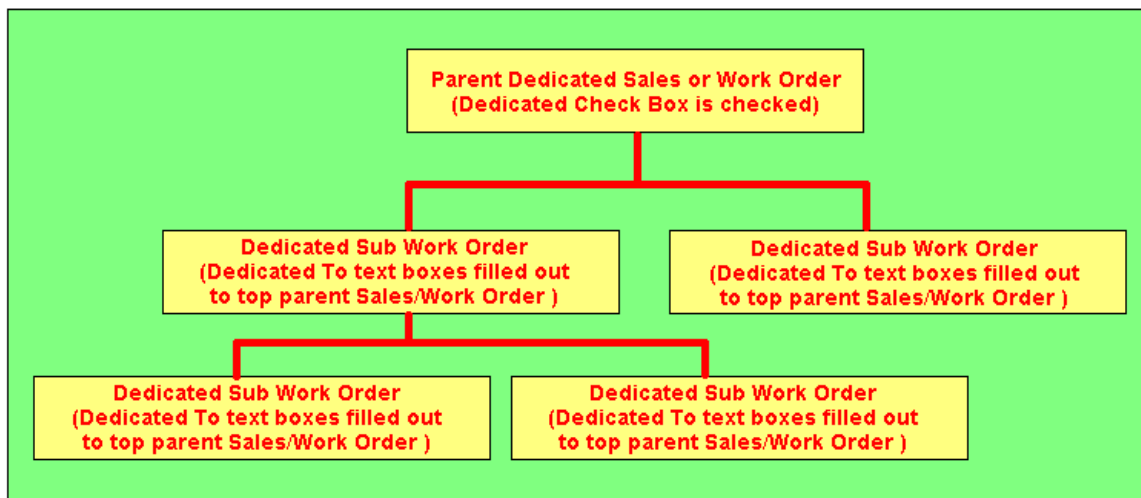 Parent Dedicated Sales or Work Order
(Dedicated Check Box is checked)
Dedicated Sub Work Order
(Dedicated To text boxes filled out
to top parent Sales/Work Order )
Dedicated Sub Work Order
(Dedicated To text boxes filled out
to top parent Sales/Work Order )
Dedicated Sub Work Order
(Dedicated To text boxes filled out
to top parent Sales/Work Order )
Dedicated Sub Work Order
(Dedicated To text boxes filled out
to top parent Sales/Work Order )